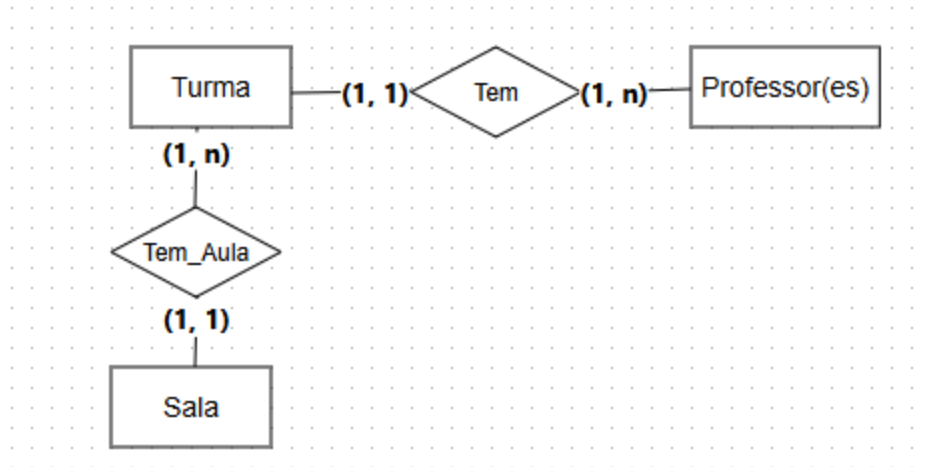 Turma
(1, 1)
Tem
(1, n)
Professor(es)
(1, n)
Tem_Aula
(1, 1)
Sala